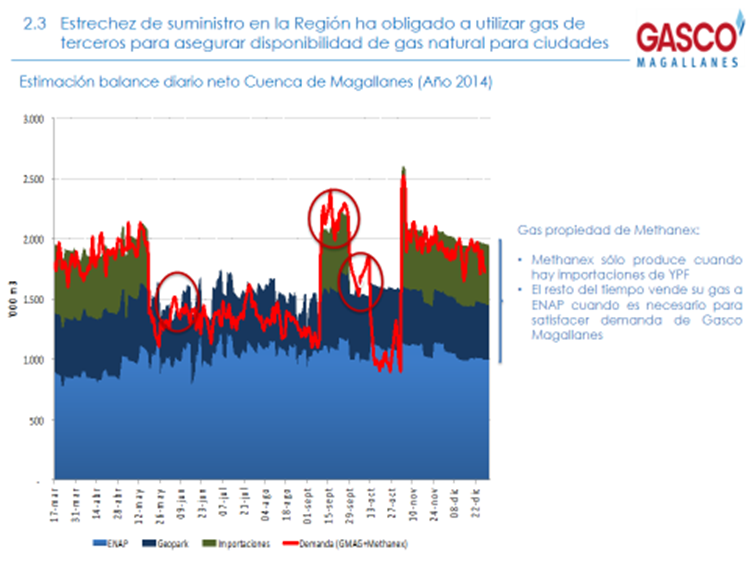 2.3 Estrechez de suministro en la Región ha obligado a utilizar gas de
terceros para asegurar disponibilidad de gas natural para ciudades
GASCO
MAGALLANES
Estimación balance diario neto Cuenca de Magallanes (Año 2014)
3.000
2.500
2.000
1.500
1.000
500
-
'000 m3
17-mar
31-mar
14-abr
28-abr
12-may
26-may
09-jun
23-jun
07-jul
21-jul
04-ago
18-ago
01-sept
15-sept
29-sept
13-oct
27-oct
10-nov
24-nov
08-dic
22-dic
ENAP Geopark Importaciones Demanda (GMAG+Methanex)
Gas propiedad de Methanex:
• Methanex sólo produce cuando
hay importaciones de YPF
• El resto del tiempo vende su gas a
ENAP cuando es necesario para
satisfacer demanda de Gasco
Magallanes